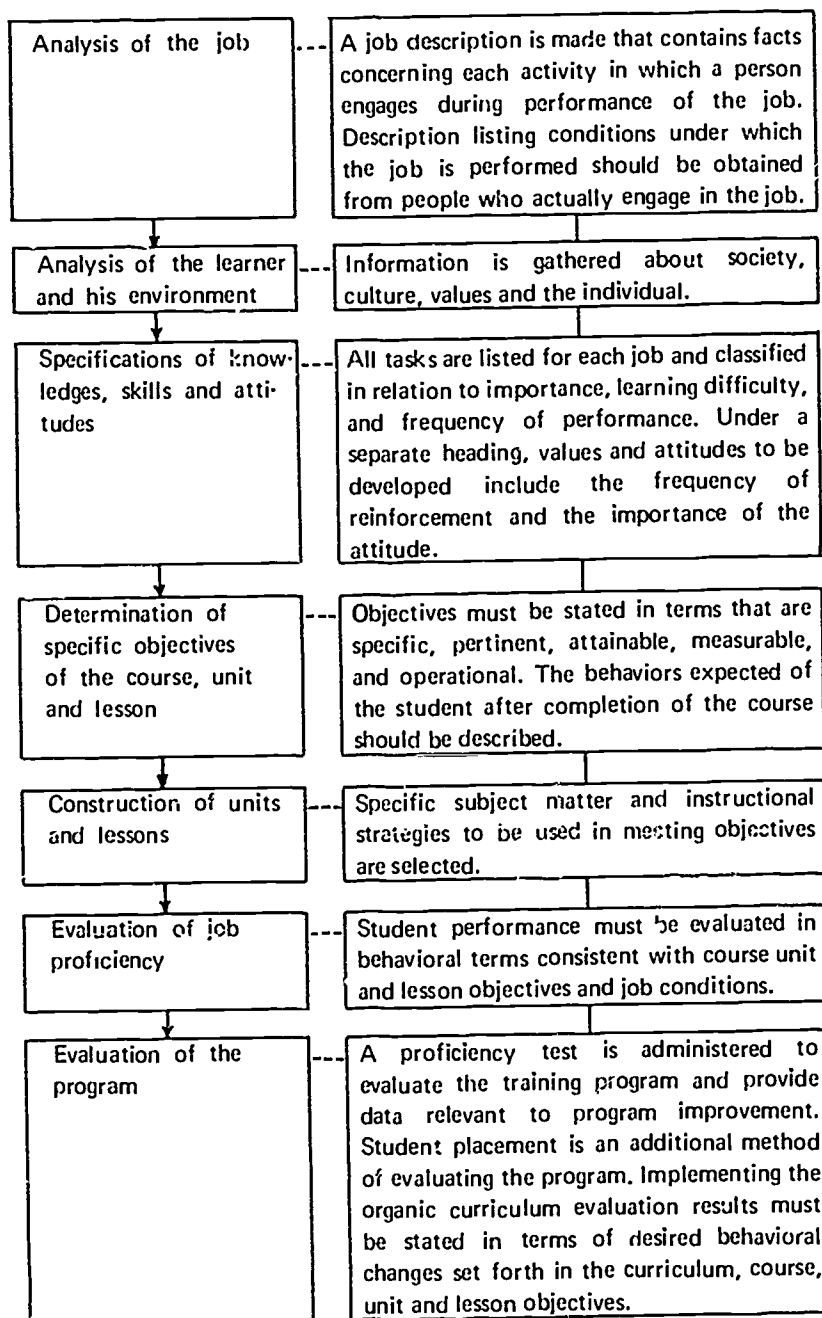 Analysis of the job
A job description is made that contains facts
concerning each activity in which a person
engages during performance of the job.
Description listing conditions under which
the job is performed should be obtained
from people who actually engage in the job.
Analysis of the learner
and his environment
Information is gathered about society,
culture, values and the individual.
Specifications of know-
ledges, skills and atti-
tudes
All tasks are listed for each job and classified
in relation to importance, learning difficulty,
and frequency of performance. Under a
separate heading, values and attitudes to be
developed include the frequency of
reinforcement and the importance of the
attitude.
Determination of
specific objectives
of the course, unit
and lesson
Objectives must be stated in terms that are
specific, pertinent, attainable, measurable,
and operational. The behaviors expected of
the student after completion of the course
should be described.
Construction of units
and lessons
Specific subject matter and instructional
strategies to be used in meeting objectives
are selected.
Evaluation of job
proficiency
Student performance must be evaluated in
behavioral terms consistent with course unit
and lesson objectives and job conditions.
Evaluation of the
program
A proficiency test is administered to
evaluate the training program and provide
data relevant to program improvement.
Student placement is an additional method
of evaluating the program. Implementing the
organic curriculum evaluation results must
be stated in terms of desired behavioral
changes set forth in the curriculum, course,
unit and lesson objectives.